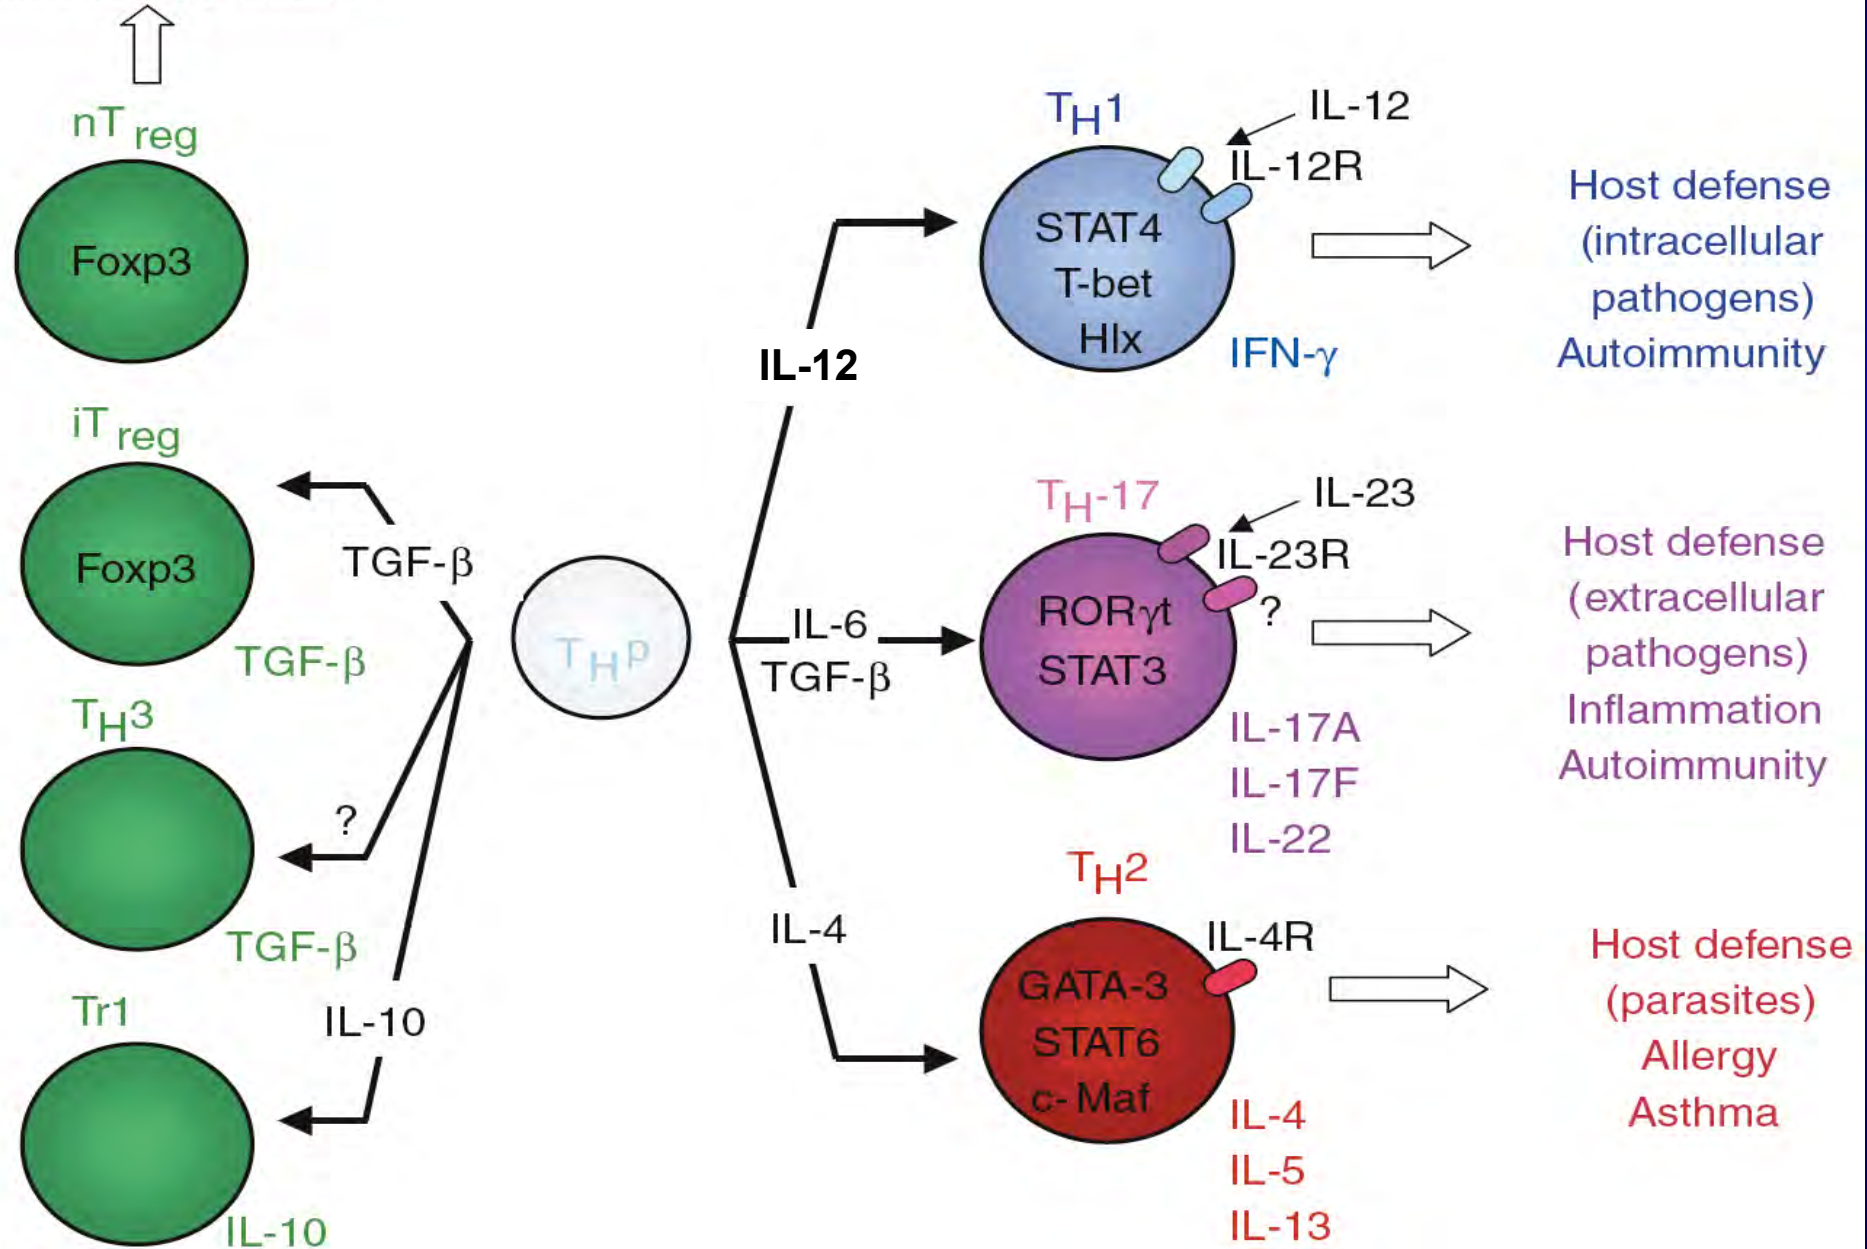 nT reg
Foxp3
iT reg
Foxp3
TGF-β
TGF-β
TH3
?
TGF-β
Tr1
IL-10
IL-10
THP
IL-12
IL-6
TGF-β
IL-4
TH1
IL-12
IL-12R
STAT4
T-bet
Hlx
IFN-γ
Host defense
(intracellular
pathogens)
Autoimmunity
TH-17
IL-23
IL-23R
?
RORγt
STAT3
IL-17A
IL-17F
IL-22
Host defense
(extracellular
pathogens)
Inflammation
Autoimmunity
TH2
IL-4R
GATA-3
STAT6
c- Maf
IL-4
IL-5
IL-13
Host defense
(parasites)
Allergy
Asthma